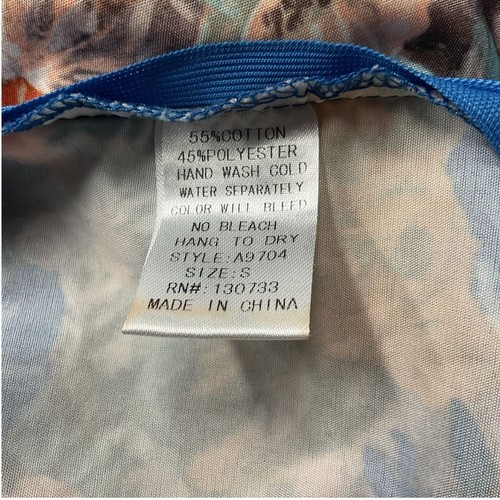 55%COTTON
45%POLYESTER
HAND WASH COLD
WATER SEPARATELY
COLOR WILL BLEED
NO BLEACH
HANG TO DRY
STYLE:A9704
SIZE:S
RN#:130733
MADE IN CHINA